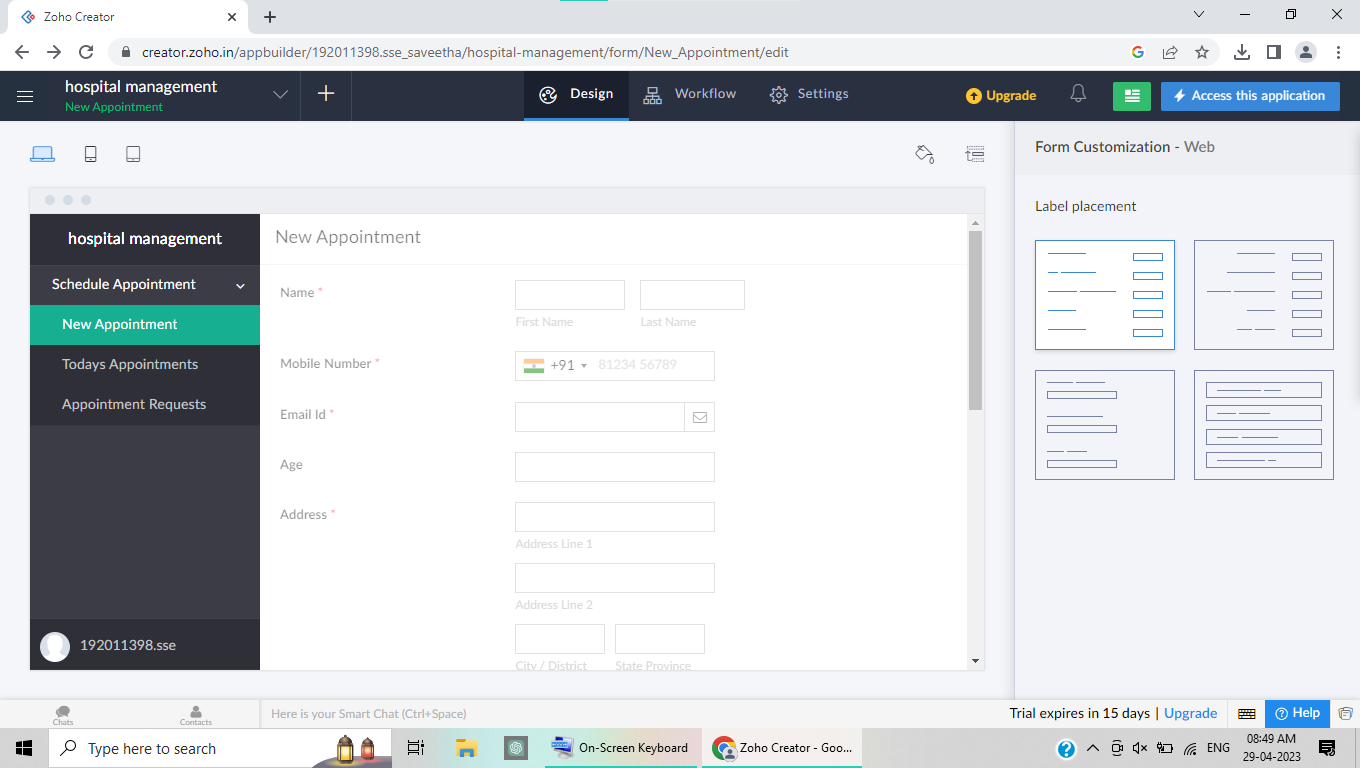 Zoho Creator
creator.zoho.in/appbuilder/192011398.sse_saveetha/hospital-management/form/New_Appointment/edit
hospital management
New Appointment
Design
Workflow
Settings
Upgrade
Access this application
Form Customization - Web
Label placement
hospital management
Schedule Appointment
New Appointment
Todays Appointments
Appointment Requests
192011398.sse
New Appointment
Name *
First Name
Last Name
Mobile Number *
+91
81234 56789
Email Id *
Age
Address *
Address Line 1
Address Line 2
City / District
State Province
Chats
Contacts
Here is your Smart Chat (Ctrl+Space)
Trial expires in 15 days | Upgrade
Help
Type here to search
On-Screen Keyboard
Zoho Creator - Goo...
ENG
08:49 AM
29-04-2023